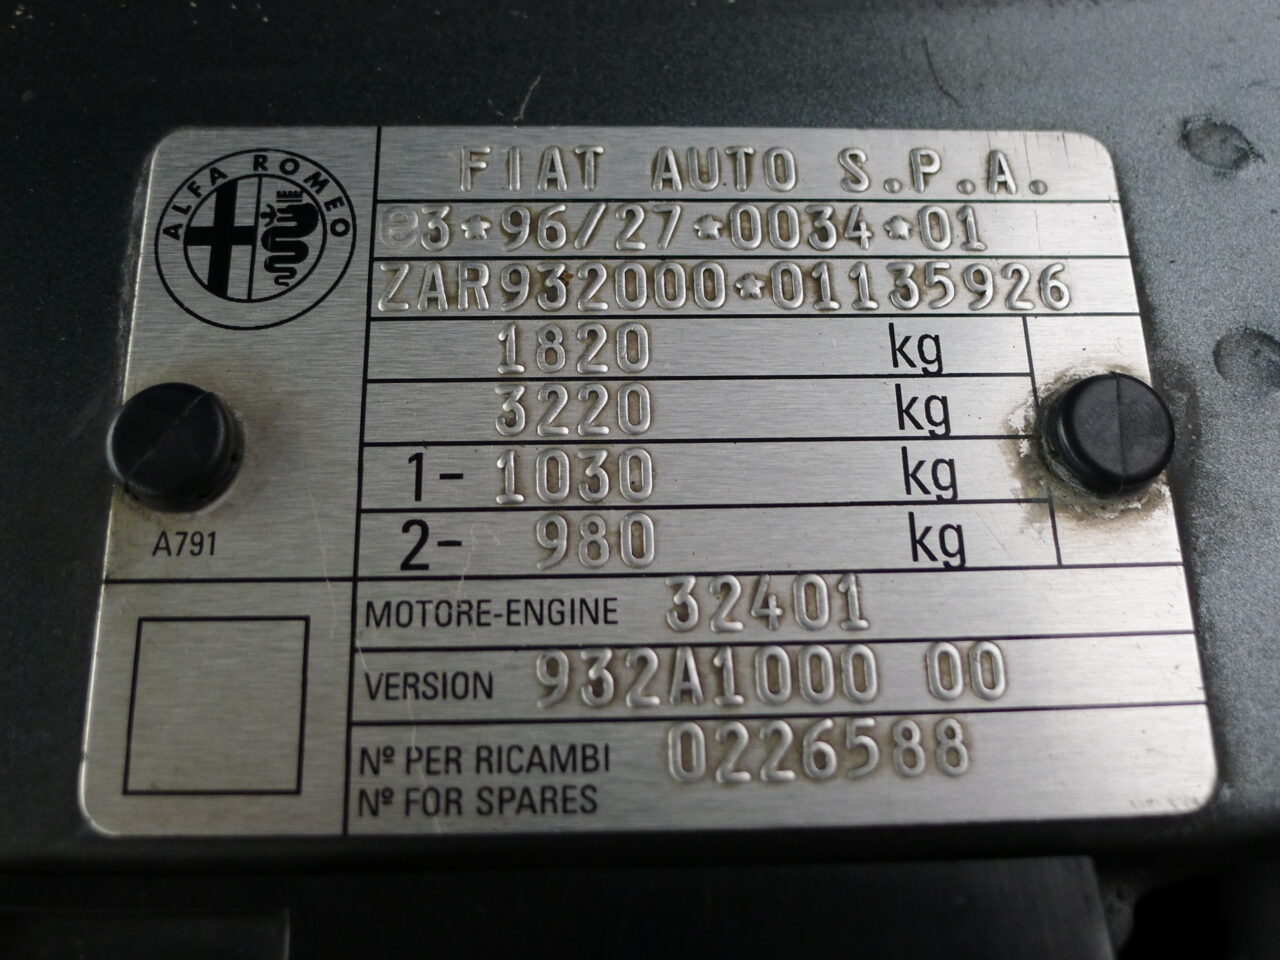 ALFA ROMEO
FIAT AUTO S.P.A.
e3*96/27*0034*01
ZAR932000*01135926
1820 kg
3220 kg
1- 1030 kg
2- 980 kg
A791
MOTORE-ENGINE 32401
VERSION 932A1000 00
Nº PER RICAMBI
Nº FOR SPARES
0226588